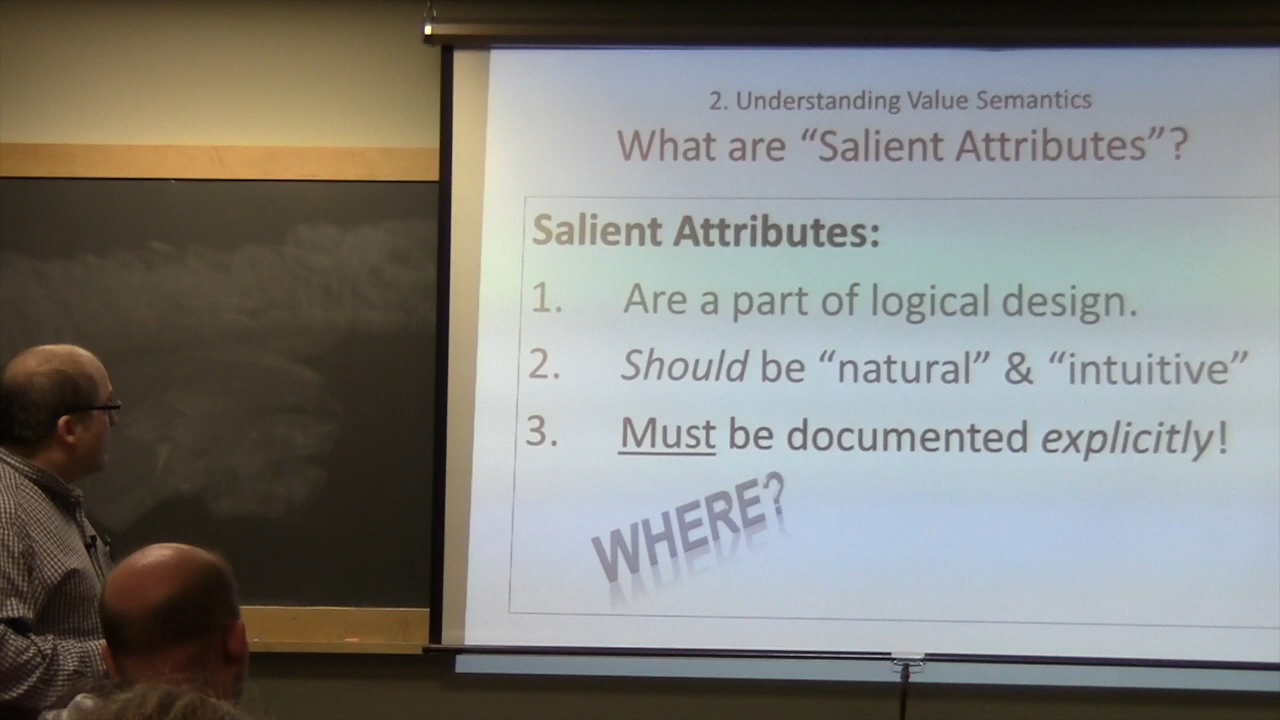 2. Understanding Value Semantics
What are “Salient Attributes”?
Salient Attributes:
1. Are a part of logical design.
2. Should be “natural” & “intuitive”
3. Must be documented explicitly!
WHERE?